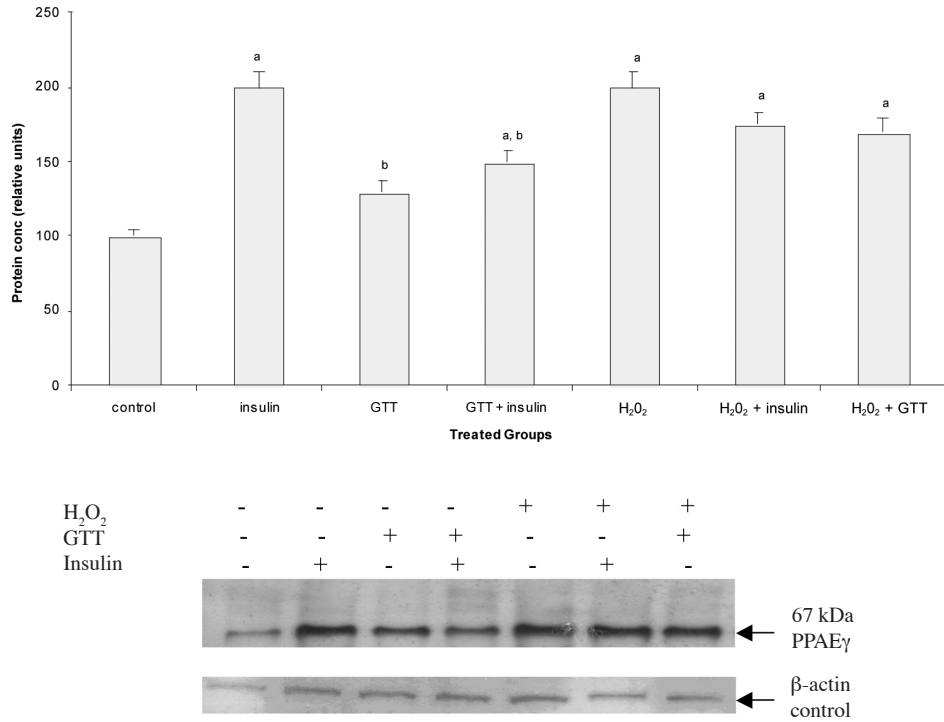 250
200
150
100
50
0
Protein conc (relative units)
a
b
a, b
a
a
a
control insulin GTT GTT + insulin H₂O₂ H₂O₂ + insulin H₂O₂ + GTT
Treated Groups
H₂O₂ - - - - + + +
GTT - - + + - - +
Insulin - + - + - + -
67 kDa
PPAEγ
β-actin
control